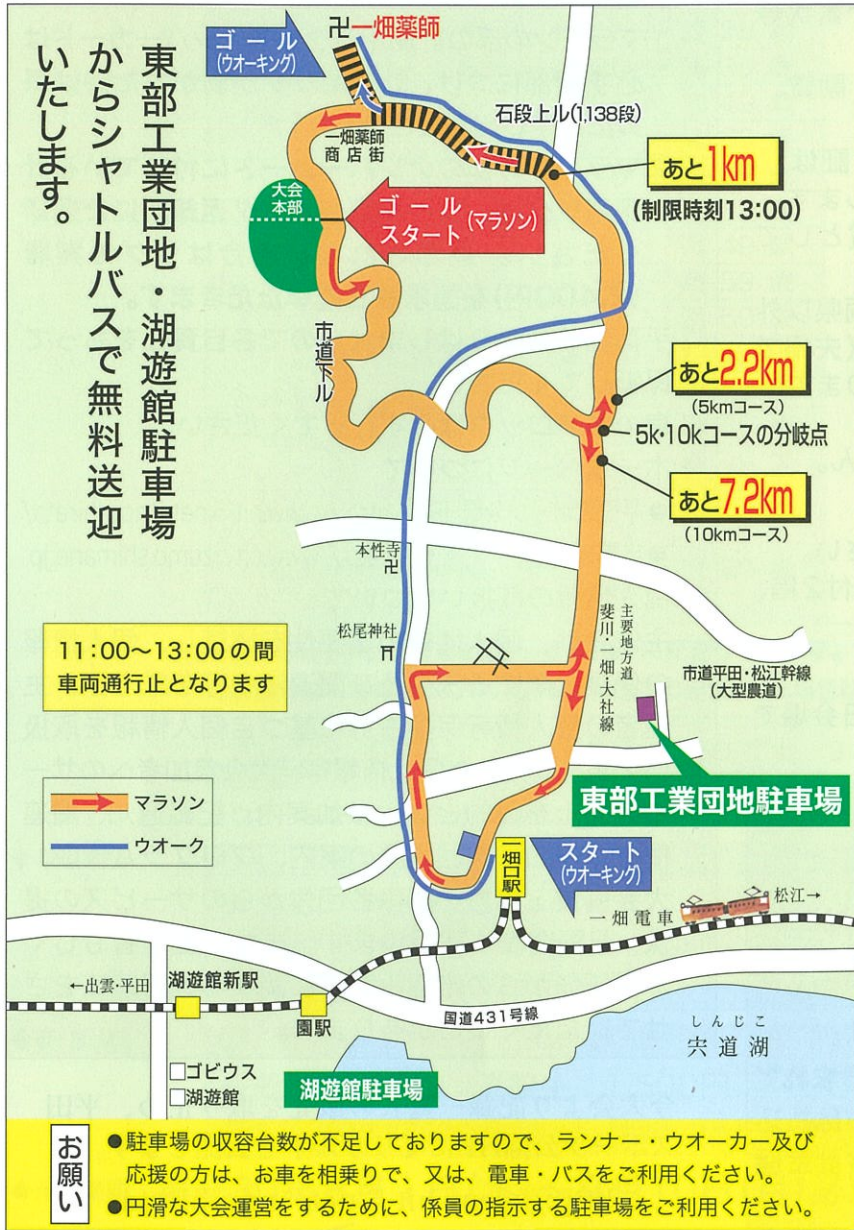 東部工業団地・湖遊館駐車場
からシャトルバスで無料送迎
いたします。
ゴール
(ウオーキング)
卍一畑薬師
石段上ル(1,138段)
一畑薬師
商店街
あと1km
(制限時刻13:00)
大会
本部
ゴール
スタート
(マラソン)
市道下ル
あと2.2km
(5kmコース)
5k・10kコースの分岐点
あと7.2km
(10kmコース)
本性寺
卍
松尾神社
11:00〜13:00の間
車両通行止となります
主要地方道
斐川・一畑・大社線
市道平田・松江幹線
(大型農道)
マラソン
ウオーク
東部工業団地駐車場
一畑口駅
スタート
(ウオーキング)
一畑電車
松江→
←出雲・平田
湖遊館新駅
園駅
国道431号線
しんじこ
宍道湖
ゴビウス
湖遊館
湖遊館駐車場
お願い
●駐車場の収容台数が不足しておりますので、ランナー・ウオーカー及び
応援の方は、お車を相乗りで、又は、電車・バスをご利用ください。
●円滑な大会運営をするために、係員の指示する駐車場をご利用ください。